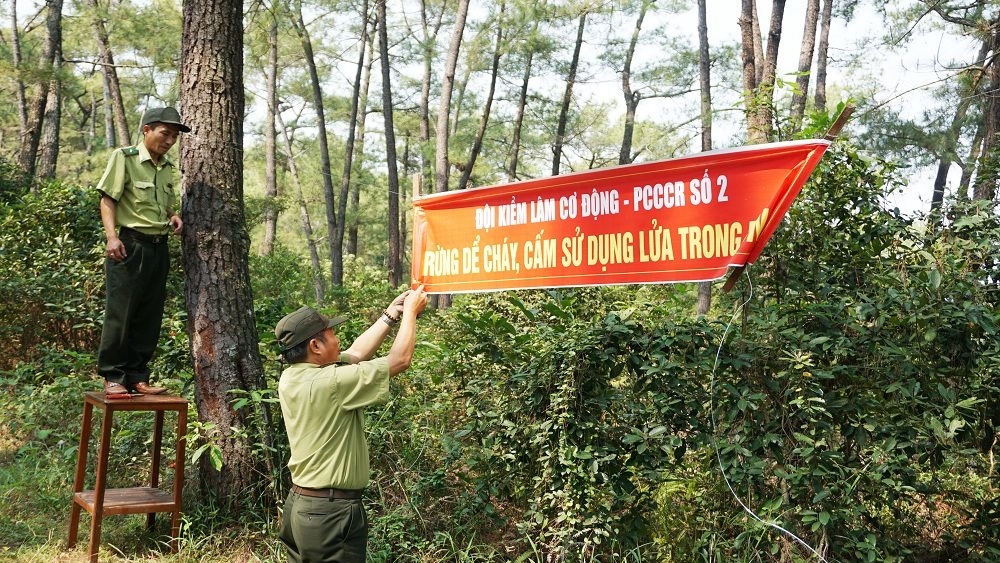 ĐỘI KIỂM LÂM CƠ ĐỘNG - PCCCR SỐ 2
RỪNG DỄ CHÁY, CẤM SỬ DỤNG LỬA TRONG